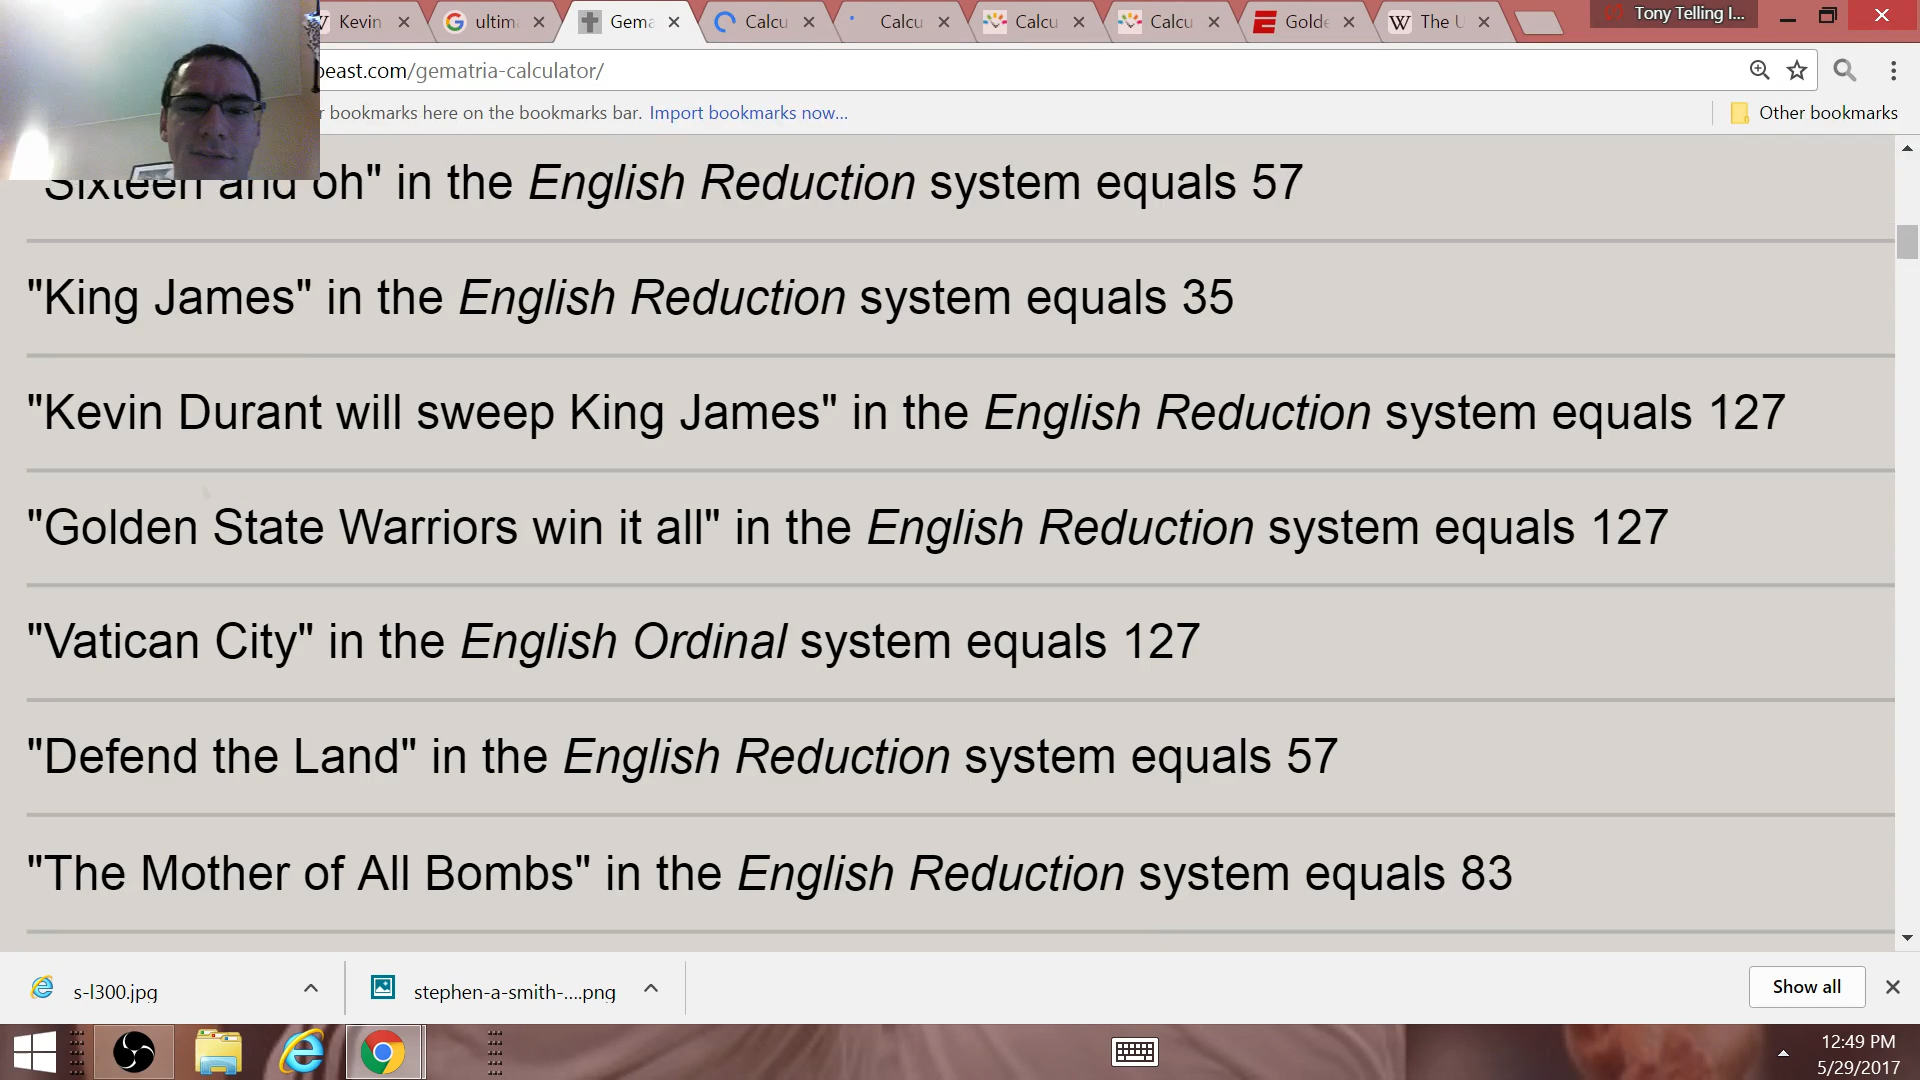 Kevin
ultim
Gema
Calcu
Calcu
Calcu
Calcu
Golde
The U
Tony Telling I...
beast.com/gematria-calculator/
r bookmarks here on the bookmarks bar. Import bookmarks now...
Other bookmarks
"Sixteen and oh" in the English Reduction system equals 57
"King James" in the English Reduction system equals 35
"Kevin Durant will sweep King James" in the English Reduction system equals 127
"Golden State Warriors win it all" in the English Reduction system equals 127
"Vatican City" in the English Ordinal system equals 127
"Defend the Land" in the English Reduction system equals 57
"The Mother of All Bombs" in the English Reduction system equals 83
s-l300.jpg
stephen-a-smith-....png
Show all
12:49 PM
5/29/2017